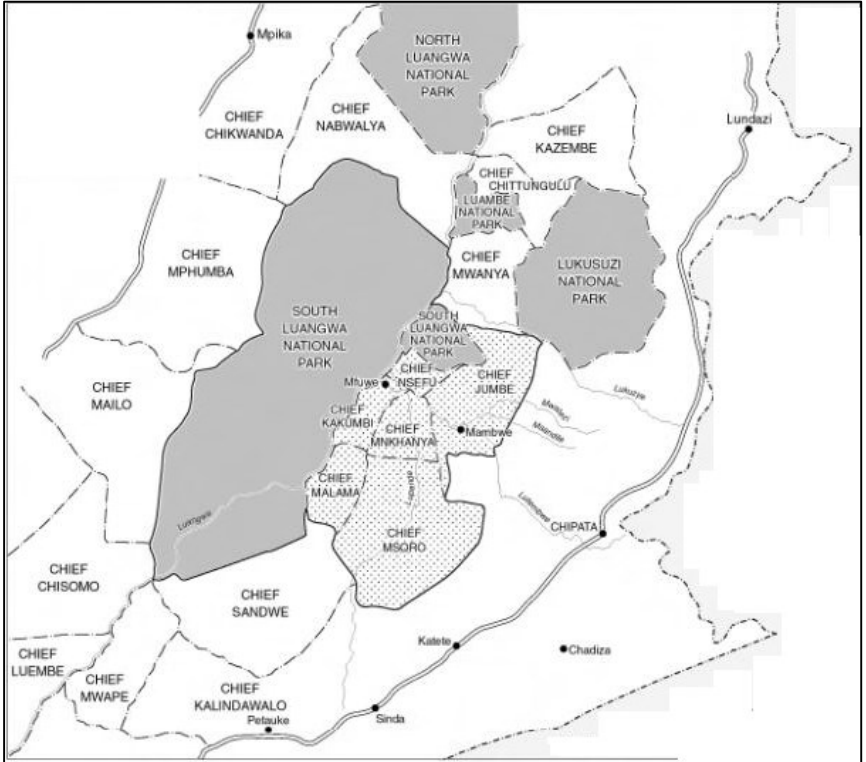 Mpika
NORTH
LUANGWA
NATIONAL
PARK
CHIEF
CHIKWANDA
CHIEF
NABWALYA
CHIEF
KAZEMBE
Lundazi
CHIEF
CHITTUNGULU
LUAMBE
NATIONAL
PARK
CHIEF
MPHUMBA
CHIEF
MWANYA
LUKUSUZI
NATIONAL
PARK
SOUTH
LUANGWA
NATIONAL
PARK
SOUTH
LUANGWA
NATIONAL
PARK
CHIEF
NSEFU
CHIEF
JUMBE
Mfuwe
CHIEF
MAILO
CHIEF
KAKUMBI
CHIEF
MNKHANYA
Mambwe
Lukuzye
CHIEF
MALAMA
Luangwa
CHIEF
MSORO
CHIPATA
CHIEF
CHISOMO
CHIEF
SANDWE
Katete
Chadiza
CHIEF
LUEMBE
CHIEF
MWAPE
CHIEF
KALINDAWALO
Petauke
Sinda